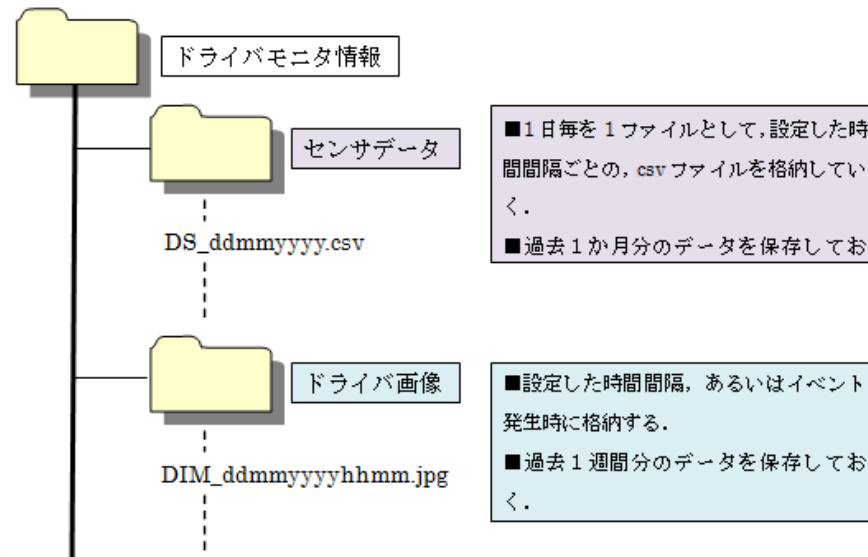 ドライバモニタ情報
センサデータ
■1日毎を1ファイルとして,設定した時
間間隔ごとの, csvファイルを格納してい
く.
■過去1か月分のデータを保存してお
DS_ddmmyyyy.csv
ドライバ画像
■設定した時間間隔, あるいはイベント
発生時に格納する.
■過去1週間分のデータを保存してお
く.
DIM_ddmmyyyyhhmm.jpg